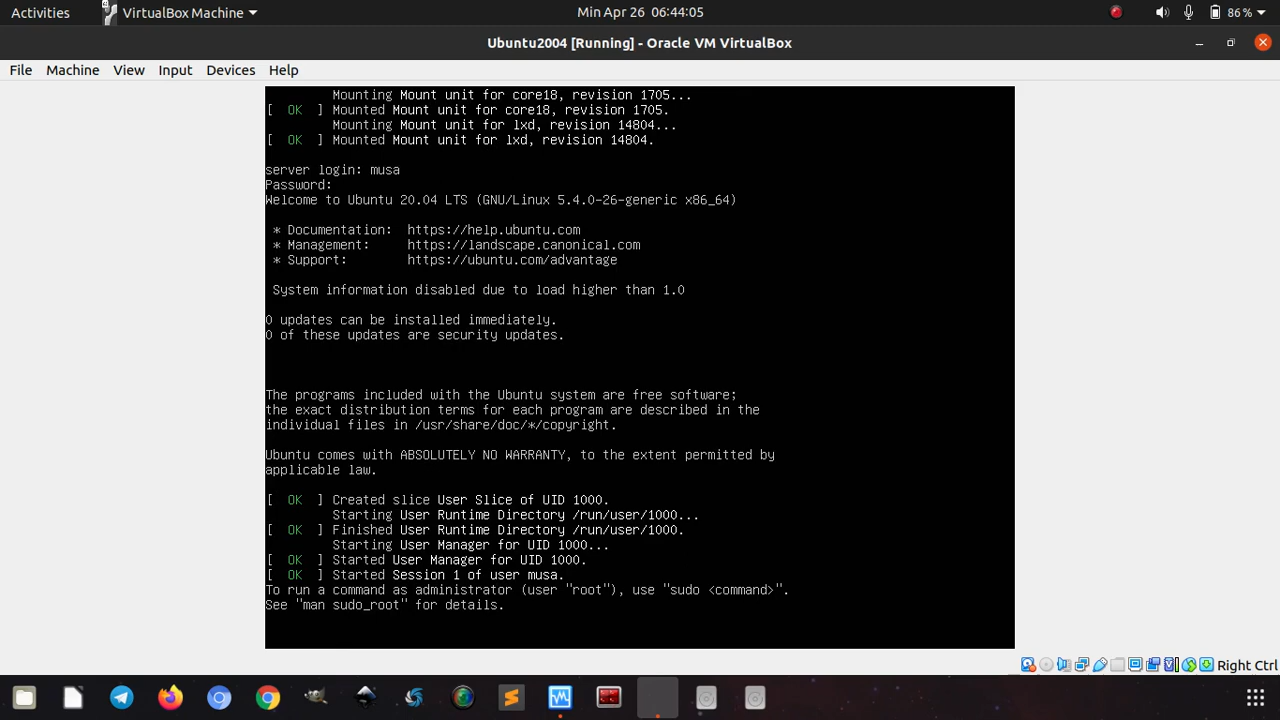 Activities VirtualBox Machine Min Apr 26 06:44:05 86 %
Ubuntu2004 [Running] - Oracle VM VirtualBox
File Machine View Input Devices Help
Mounting Mount unit for core18, revision 1705...
[ OK ] Mounted Mount unit for core18, revision 1705.
Mounting Mount unit for lxd, revision 14804...
[ OK ] Mounted Mount unit for lxd, revision 14804.
server login: musa
Password:
Welcome to Ubuntu 20.04 LTS (GNU/Linux 5.4.0-26-generic x86_64)
* Documentation: https://help.ubuntu.com
* Management: https://landscape.canonical.com
* Support: https://ubuntu.com/advantage
System information disabled due to load higher than 1.0
0 updates can be installed immediately.
0 of these updates are security updates.
The programs included with the Ubuntu system are free software;
the exact distribution terms for each program are described in the
individual files in /usr/share/doc/*/copyright.
Ubuntu comes with ABSOLUTELY NO WARRANTY, to the extent permitted by
applicable law.
[ OK ] Created slice User Slice of UID 1000.
Starting User Runtime Directory /run/user/1000...
[ OK ] Finished User Runtime Directory /run/user/1000.
Starting User Manager for UID 1000...
[ OK ] Started User Manager for UID 1000.
[ OK ] Started Session 1 of user musa.
To run a command as administrator (user "root"), use "sudo <command>".
See "man sudo_root" for details.
Right Ctrl